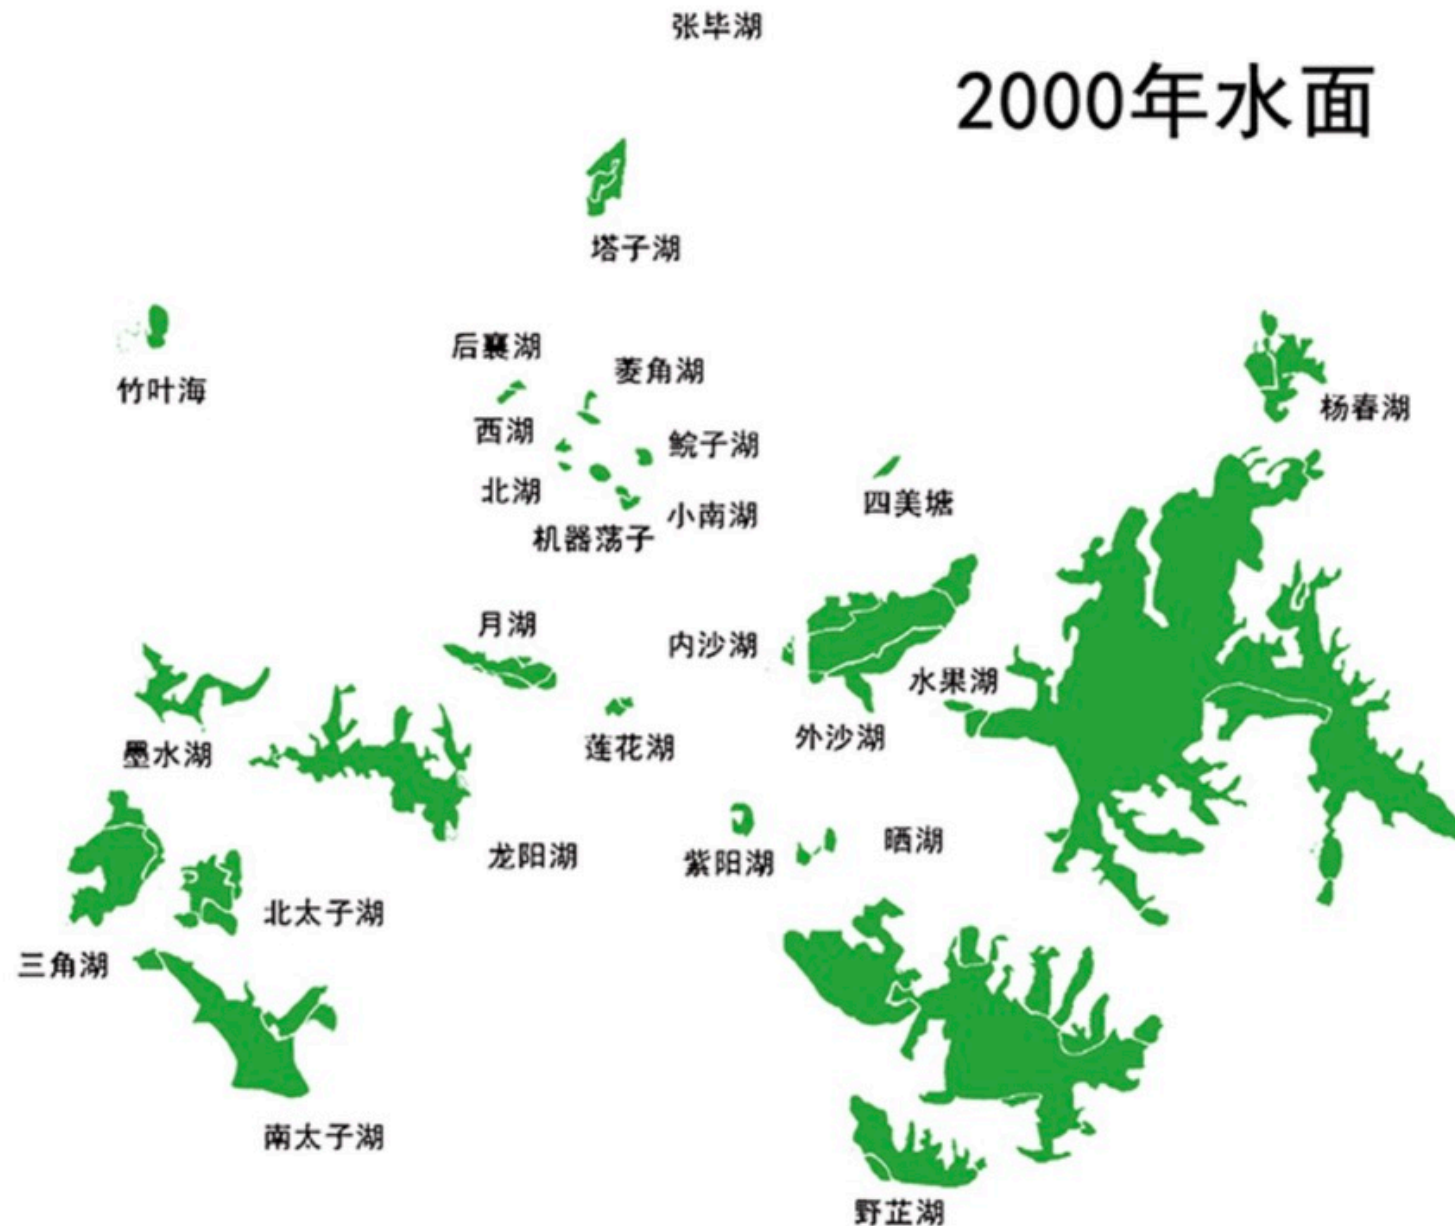 张毕湖
2000年水面
塔子湖
竹叶海
后襄湖
菱角湖
杨春湖
西湖
鲩子湖
北湖
四美塘
小南湖
机器荡子
月湖
内沙湖
水果湖
外沙湖
莲花湖
墨水湖
龙阳湖
紫阳湖
晒湖
北太子湖
三角湖
南太子湖
野芷湖